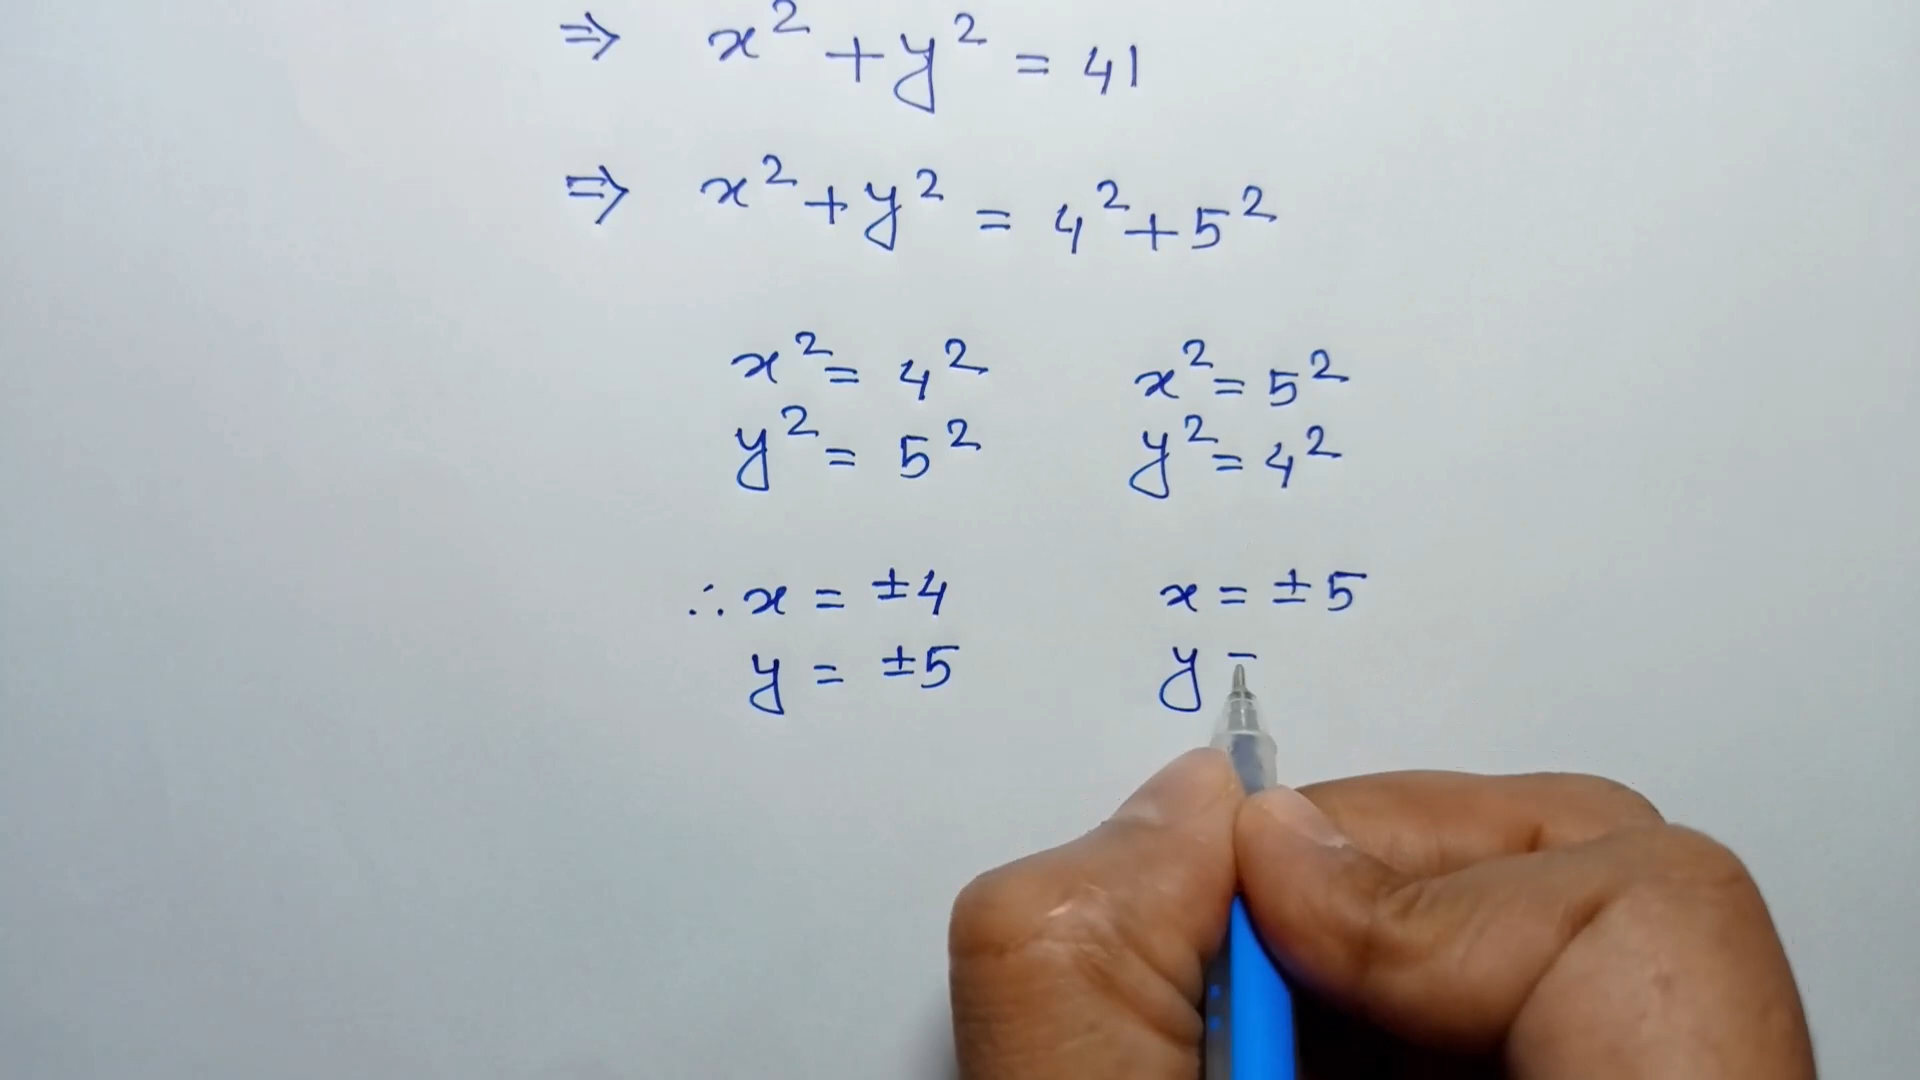 ⇒ x² + y² = 41
⇒ x² + y² = 4² + 5²
x² = 4² x² = 5²
y² = 5² y² = 4²
∴ x = ±4 x = ±5
y = ±5 y -